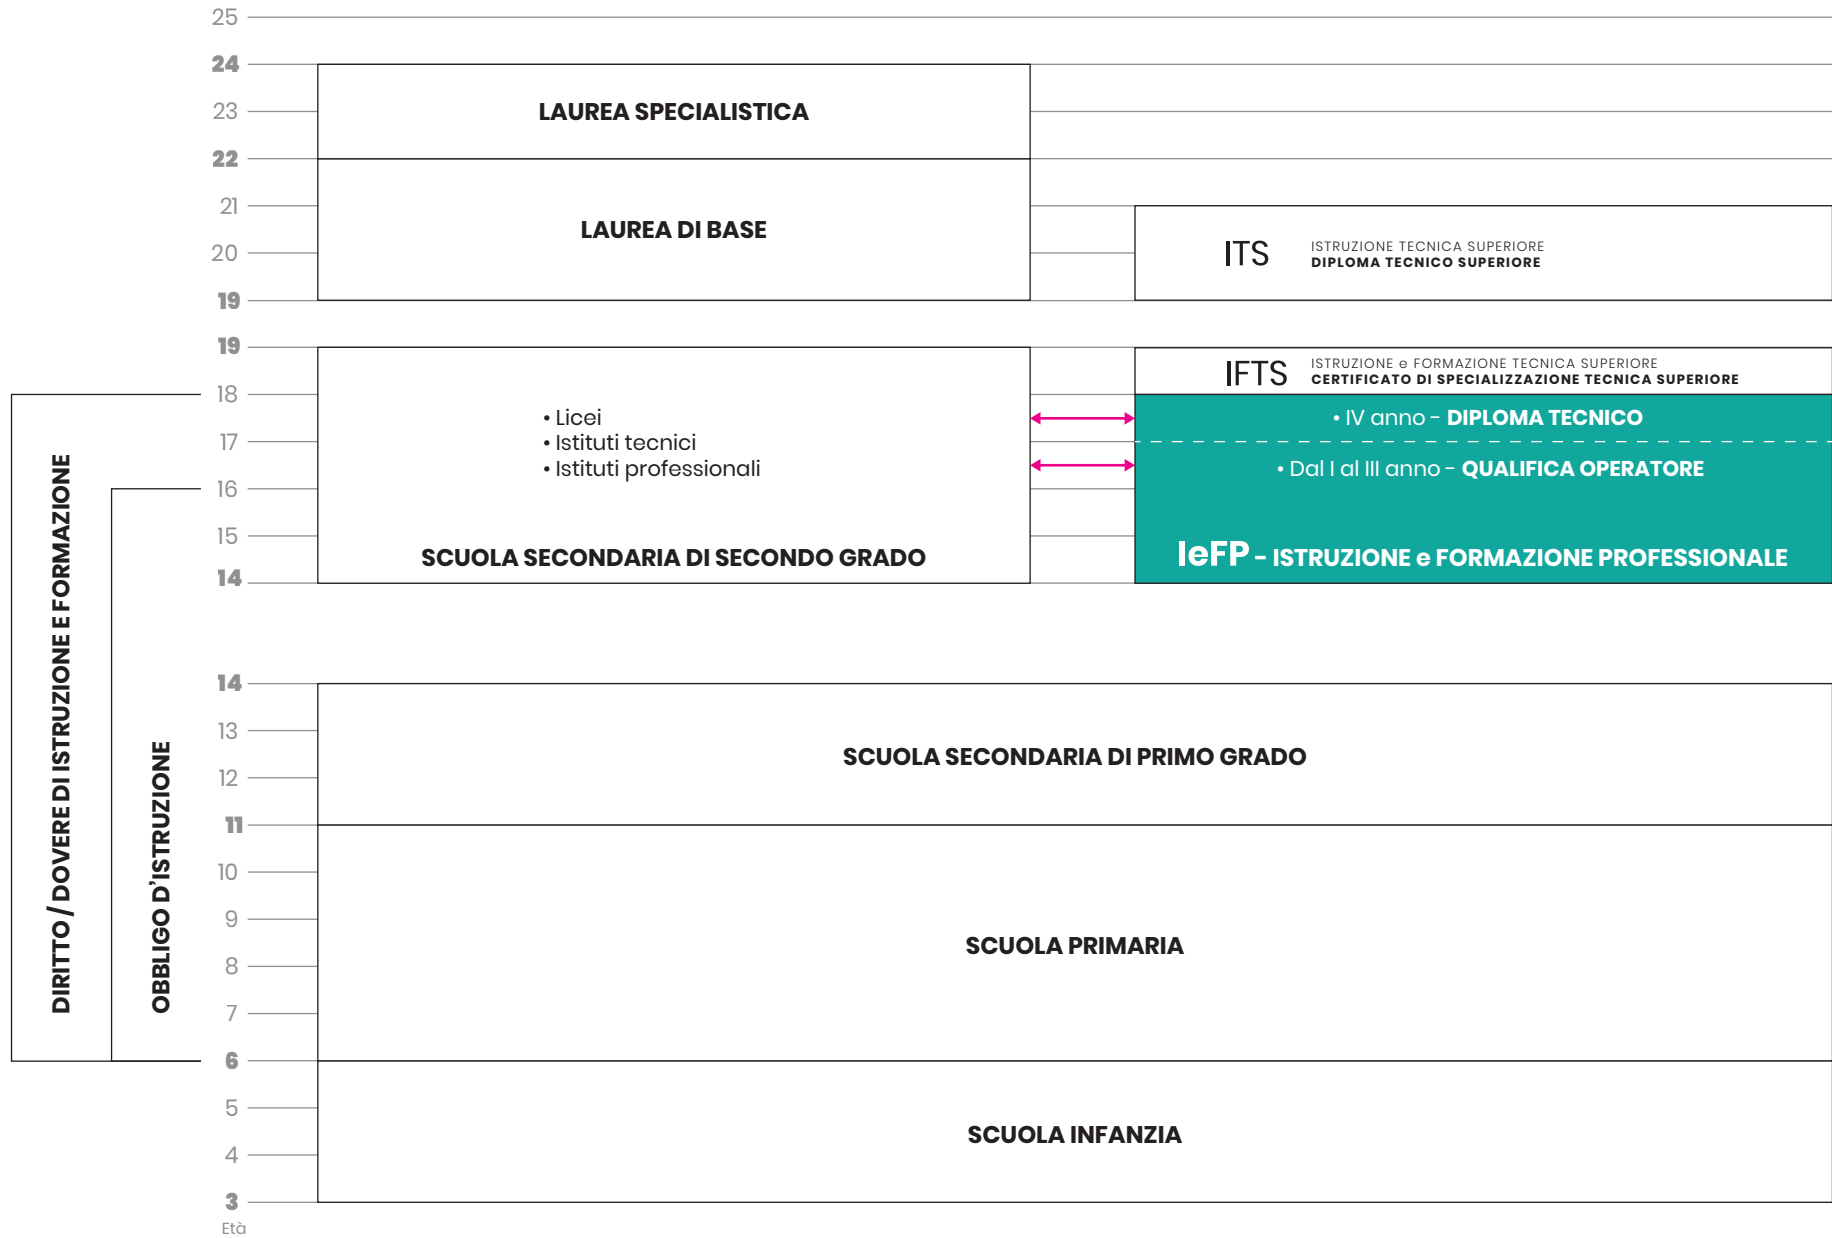 25
24
23
22
21
20
19
LAUREA SPECIALISTICA
LAUREA DI BASE
ITS
ISTRUZIONE TECNICA SUPERIORE
DIPLOMA TECNICO SUPERIORE
19
18
17
16
15
14
• Licei
• Istituti tecnici
• Istituti professionali
SCUOLA SECONDARIA DI SECONDO GRADO
IFTS
ISTRUZIONE e FORMAZIONE TECNICA SUPERIORE
CERTIFICATO DI SPECIALIZZAZIONE TECNICA SUPERIORE
• IV anno - DIPLOMA TECNICO
• Dal I al III anno - QUALIFICA OPERATORE
IeFP - ISTRUZIONE e FORMAZIONE PROFESSIONALE
DIRITTO / DOVERE DI ISTRUZIONE E FORMAZIONE
OBBLIGO D'ISTRUZIONE
14
13
12
11
10
9
8
7
6
5
4
3
Età
SCUOLA SECONDARIA DI PRIMO GRADO
SCUOLA PRIMARIA
SCUOLA INFANZIA